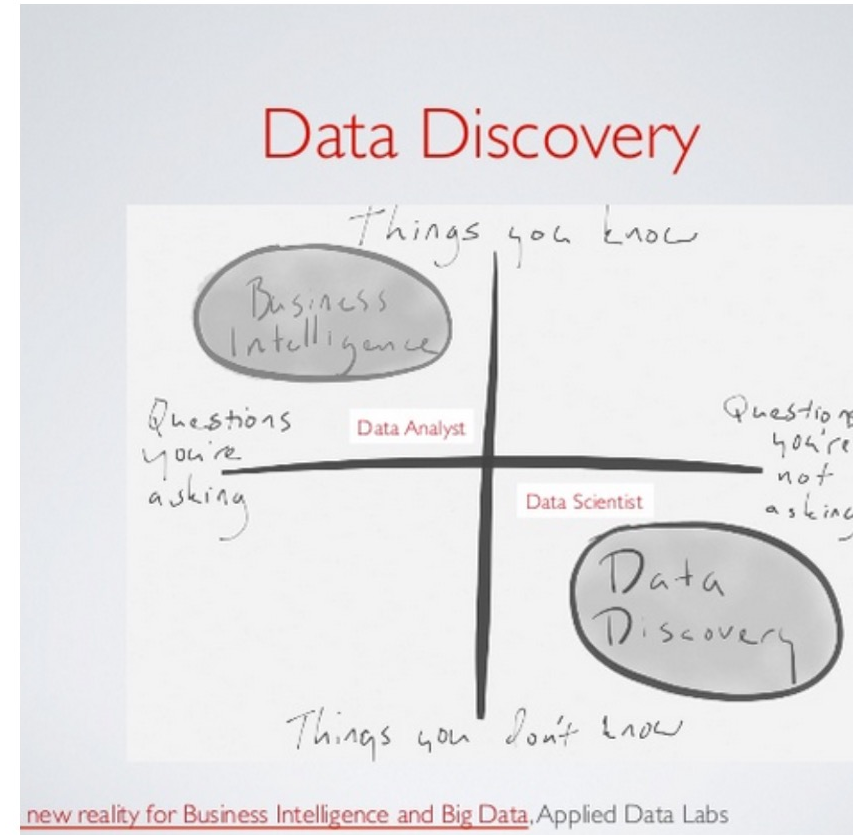 Data Discovery
Things you know
Business
Intelligence
Questions
you're
asking
Data Analyst
Questions
you're
not
asking
Data Scientist
Data
Discovery
Things you don't know
new reality for Business Intelligence and Big Data, Applied Data Labs